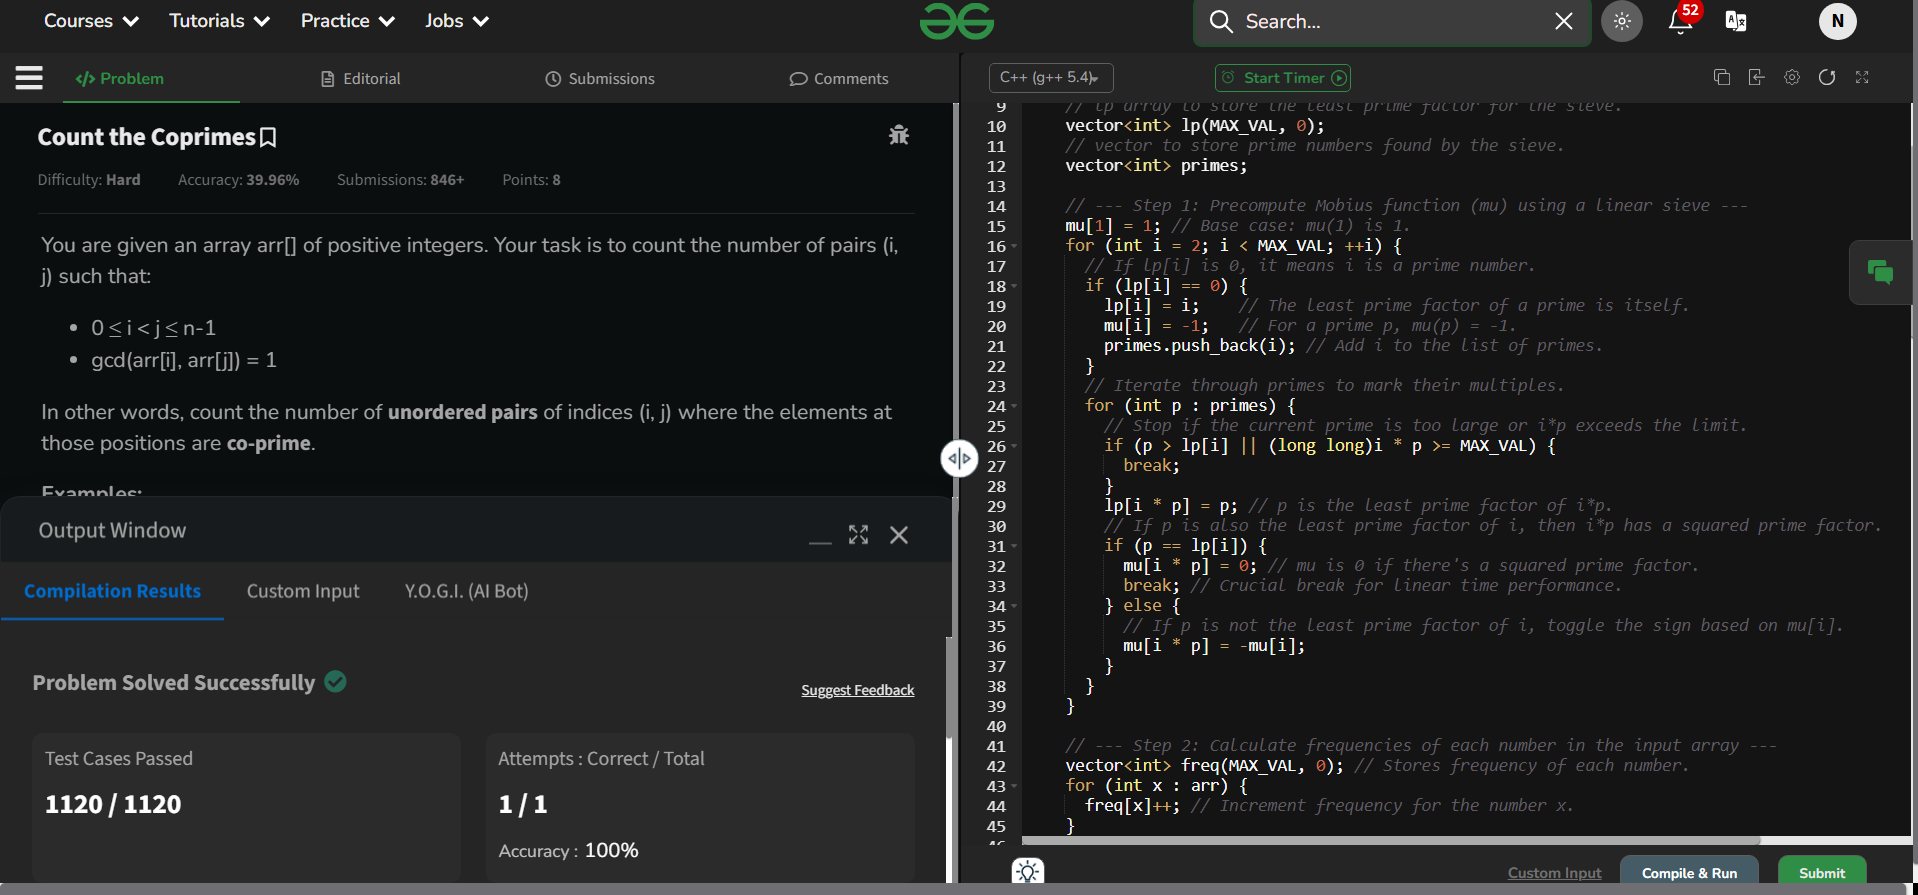 Courses
Tutorials
Practice
Jobs
Search...
52
N
Problem
Editorial
Submissions
Comments
C++ (g++ 5.4)
Start Timer
Count the Coprimes
Difficulty: Hard Accuracy: 39.96% Submissions: 846+ Points: 8
You are given an array arr[] of positive integers. Your task is to count the number of pairs (i,
j) such that:
• 0 ≤ i < j ≤ n-1
• gcd(arr[i], arr[j]) = 1
In other words, count the number of unordered pairs of indices (i, j) where the elements at
those positions are co-prime.
Examples:
Output Window
Compilation Results
Custom Input
Y.O.G.I. (AI Bot)
Problem Solved Successfully
Suggest Feedback
Test Cases Passed
1120 / 1120
Attempts : Correct / Total
1 / 1
Accuracy : 100%
9 // lp array to store the least prime factor for the sieve.
10 vector<int> lp(MAX_VAL, 0);
11 // vector to store prime numbers found by the sieve.
12 vector<int> primes;
13
14 // --- Step 1: Precompute Mobius function (mu) using a linear sieve ---
15 mu[1] = 1; // Base case: mu(1) is 1.
16 for (int i = 2; i < MAX_VAL; ++i) {
17 // If lp[i] is 0, it means i is a prime number.
18 if (lp[i] == 0) {
19 lp[i] = i; // The least prime factor of a prime is itself.
20 mu[i] = -1; // For a prime p, mu(p) = -1.
21 primes.push_back(i); // Add i to the list of primes.
22 }
23 // Iterate through primes to mark their multiples.
24 for (int p : primes) {
25 // Stop if the current prime is too large or i*p exceeds the limit.
26 if (p > lp[i] || (long long)i * p >= MAX_VAL) {
27 break;
28 }
29 lp[i * p] = p; // p is the least prime factor of i*p.
30 // If p is also the least prime factor of i, then i*p has a squared prime factor.
31 if (p == lp[i]) {
32 mu[i * p] = 0; // mu is 0 if there's a squared prime factor.
33 break; // Crucial break for linear time performance.
34 } else {
35 // If p is not the least prime factor of i, toggle the sign based on mu[i].
36 mu[i * p] = -mu[i];
37 }
38 }
39 }
40
41 // --- Step 2: Calculate frequencies of each number in the input array ---
42 vector<int> freq(MAX_VAL, 0); // Stores frequency of each number.
43 for (int x : arr) {
44 freq[x]++; // Increment frequency for the number x.
45 }
Custom Input
Compile & Run
Submit